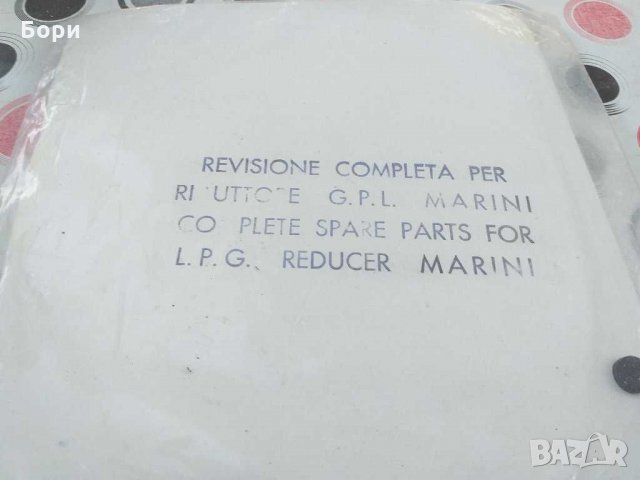 Бори
REVISIONE COMPLETA PER
G.P.L. MARINI
PLETE SPARE PARTS FOR
L.P.G. REDUCER MARINI
BAZAR